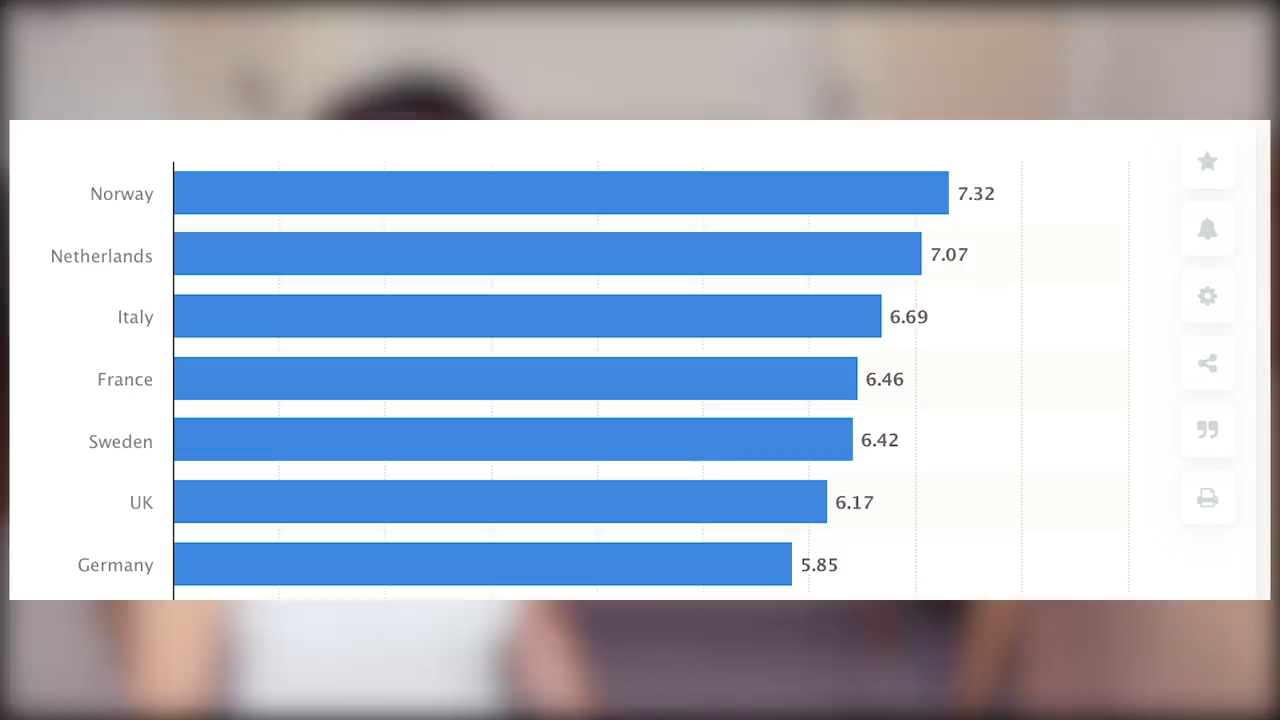 Norway 7.32
Netherlands 7.07
Italy 6.69
France 6.46
Sweden 6.42
UK 6.17
Germany 5.85